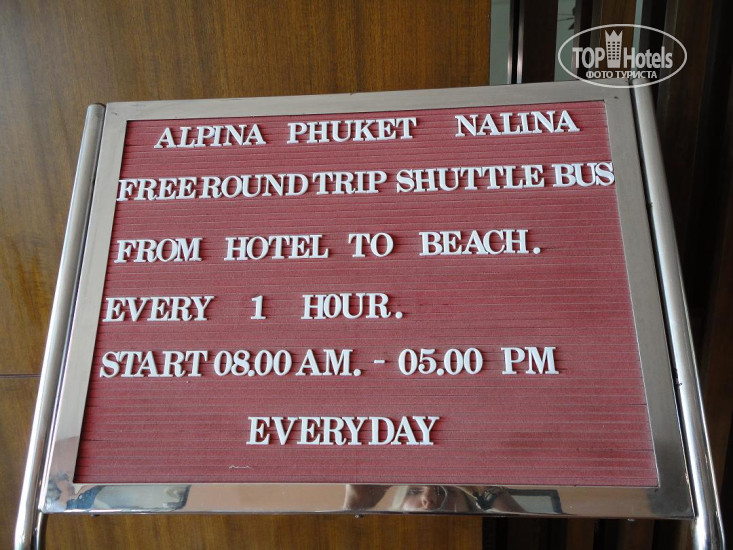 TOP Hotels
ФОТО ТУРИСТА
ALPINA PHUKET NALINA
FREE ROUND TRIP SHUTTLE BUS
FROM HOTEL TO BEACH.
EVERY 1 HOUR.
START 08.00 AM. - 05.00 PM
EVERYDAY